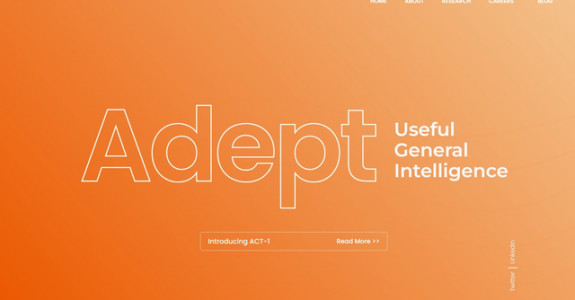 HOME ABOUT RESEARCH CAREERS BLOG
Adept
Useful
General
Intelligence
Introducing ACT-1 Read More >>
Twitter | LinkedIn